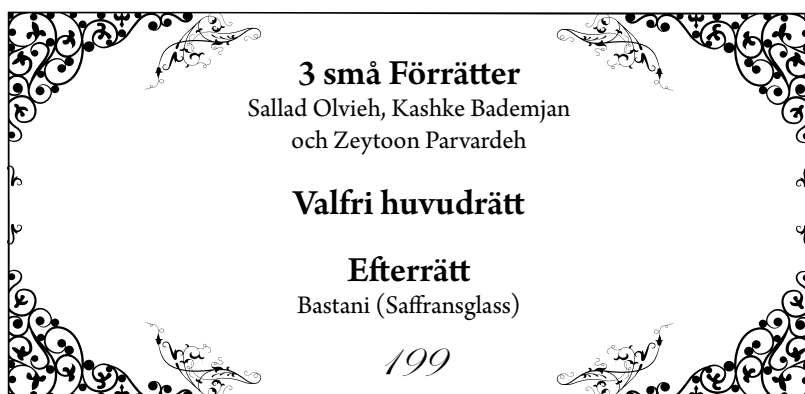 3 små Förrätter
Sallad Olvieh, Kashke Bademjan
och Zeytoon Parvardeh
Valfri huvudrätt
Efterrätt
Bastani (Saffransglass)
199